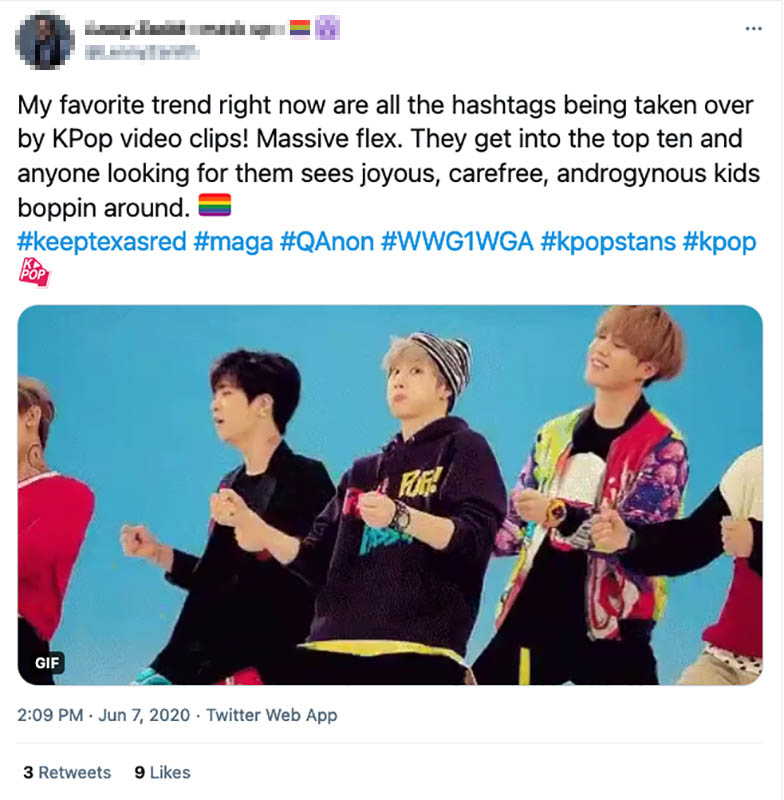 My favorite trend right now are all the hashtags being taken over
by KPop video clips! Massive flex. They get into the top ten and
anyone looking for them sees joyous, carefree, androgynous kids
boppin around.
#keeptexasred #maga #QAnon #WWG1WGA #kpopstans #kpop
K-
POP
GIF
2:09 PM · Jun 7, 2020 · Twitter Web App
3 Retweets 9 Likes